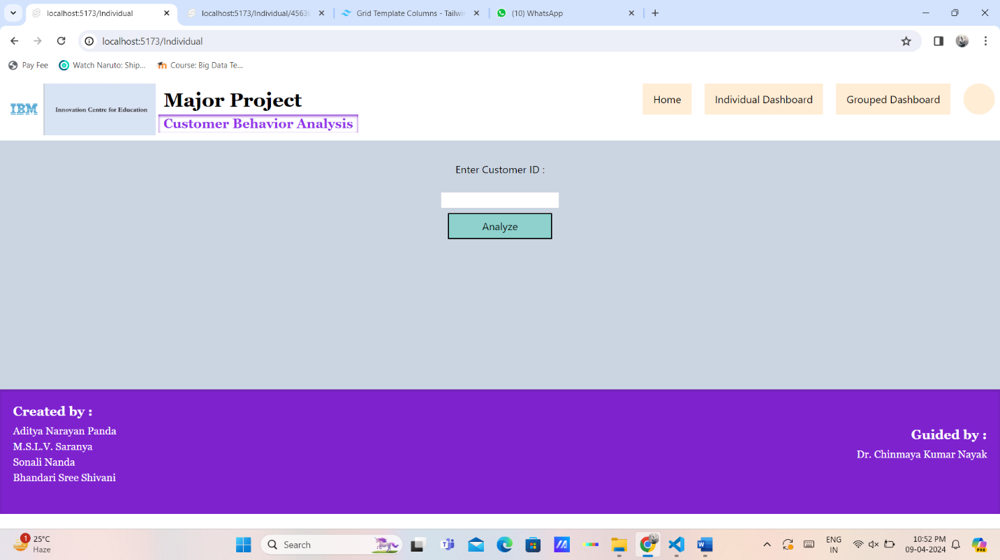 localhost:5173/Individual
localhost:5173/Individual/4563
Grid Template Columns - Tailwin
(10) WhatsApp
localhost:5173/Individual
Pay Fee
Watch Naruto: Ship...
Course: Big Data Te...
IBM
Innovation Centre for Education
Major Project
Customer Behavior Analysis
Home
Individual Dashboard
Grouped Dashboard
Enter Customer ID :
Analyze
Created by :
Aditya Narayan Panda
M.S.L.V. Saranya
Sonali Nanda
Bhandari Sree Shivani
Guided by :
Dr. Chinmaya Kumar Nayak
1
25°C
Haze
Search
ENG
IN
10:52 PM
09-04-2024
PRE